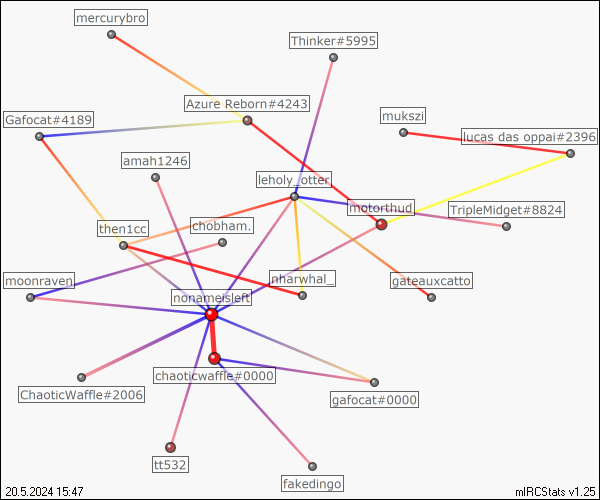 mercurybro
Thinker#5995
Azure Reborn#4243
Gafocat#4189
mukszi
lucas das oppai#2396
amah1246
leholy_otter
motorthud
TripleMidget#8824
chobham.
then1cc
moonraven
nharwhal_
gateauxcatto
nonameisleft
chaoticwaffle#0000
ChaoticWaffle#2006
gafocat#0000
tt532
fakedingo
20.5.2024 15:47
mIRCStats v1.25